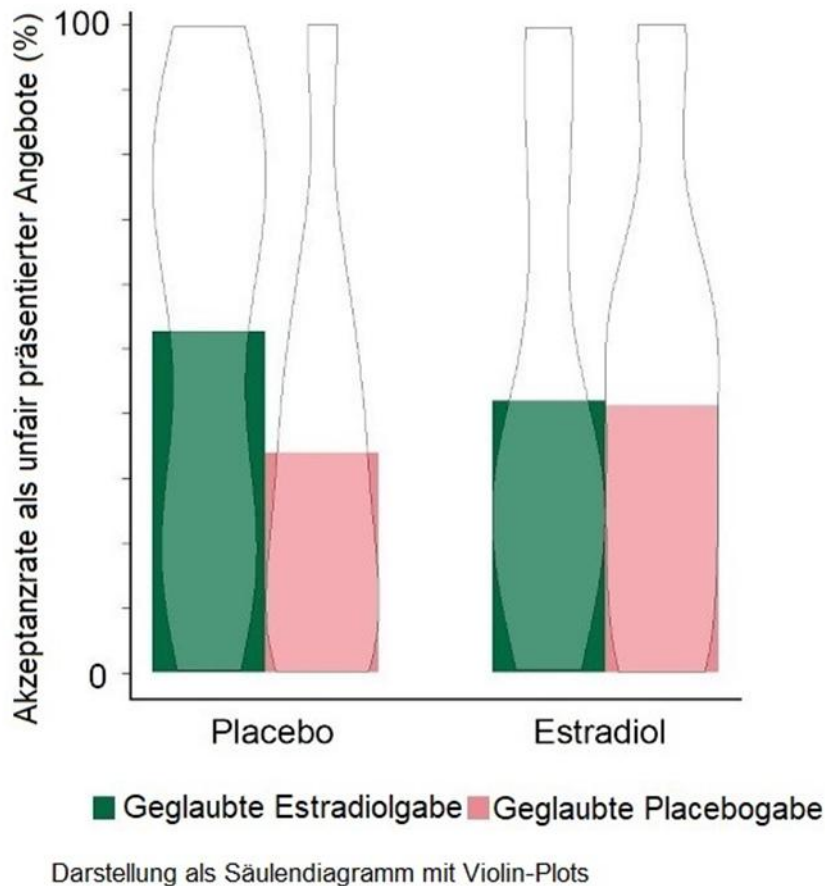 Akzeptanzrate als unfair präsentierter Angebote (%)
100
0
Placebo
Estradiol
Geglaubte Estradiolgabe
Geglaubte Placebogabe
Darstellung als Säulendiagramm mit Violin-Plots